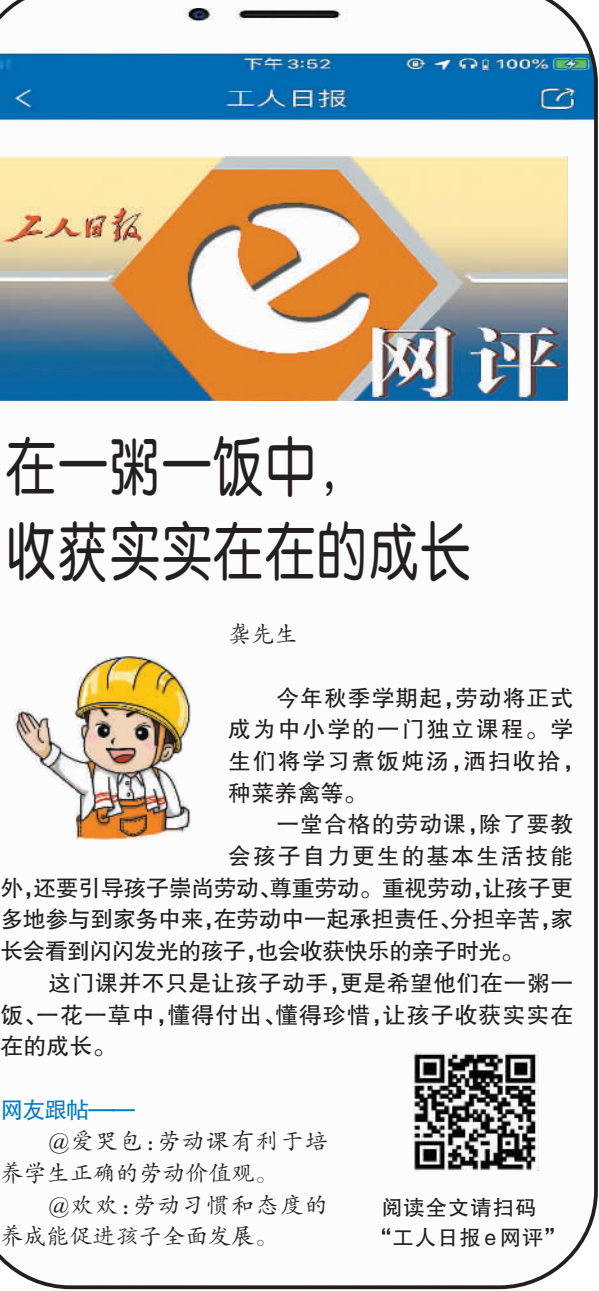 下午3:52
100%
工人日报
工人日报
e
网评
在一粥一饭中，
收获实实在在的成长
龚先生
今年秋季学期起，劳动将正式
成为中小学的一门独立课程。学
生们将学习煮饭炖汤，洒扫收拾，
种菜养禽等。
一堂合格的劳动课，除了要教
会孩子自力更生的基本生活技能
外，还要引导孩子崇尚劳动、尊重劳动。重视劳动，让孩子更
多地参与到家务中来，在劳动中一起承担责任、分担辛苦，家
长会看到闪闪发光的孩子，也会收获快乐的亲子时光。
这门课并不只是让孩子动手，更是希望他们在一粥一
饭、一花一草中，懂得付出、懂得珍惜，让孩子收获实实在
在的成长。
网友跟帖——
@爱哭包：劳动课有利于培
养学生正确的劳动价值观。
@欢欢：劳动习惯和态度的
养成能促进孩子全面发展。
阅读全文请扫码
“工人日报e网评”